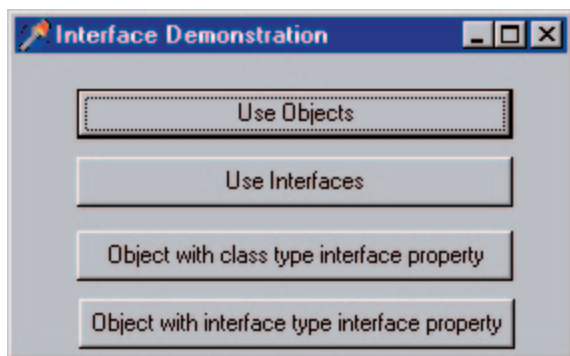 Interface Demonstration
Use Objects
Use Interfaces
Object with class type interface property
Object with interface type interface property